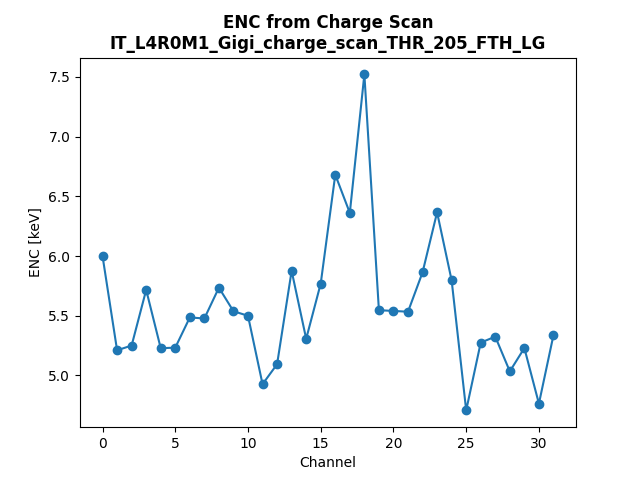 ENC from Charge Scan
IT_L4R0M1_Gigi_charge_scan_THR_205_FTH_LG
7.5
7.0
6.5
6.0
5.5
5.0
ENC [keV]
0 5 10 15 20 25 30
Channel